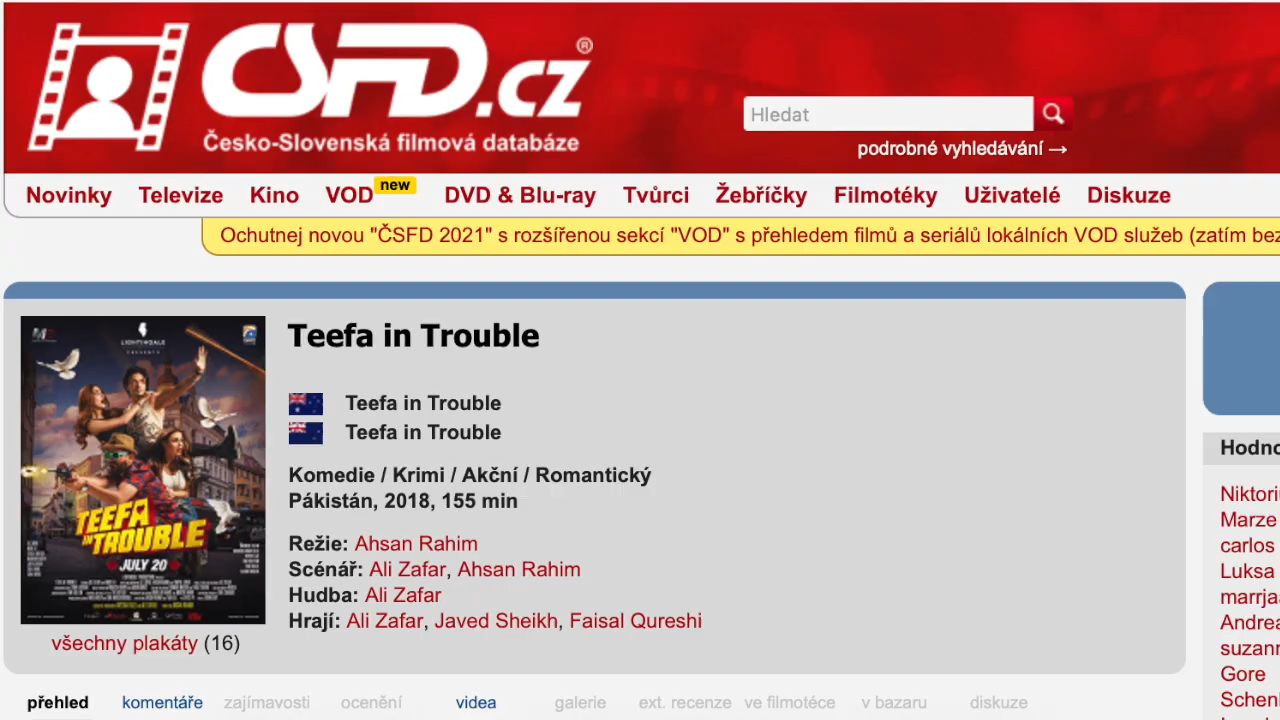 ČSFD.cz ®
Česko-Slovenská filmová databáze
Hledat
podrobné vyhledávání →
Novinky Televize Kino VOD new DVD & Blu-ray Tvůrci Žebříčky Filmotéky Uživatelé Diskuze
Ochutnej novou "ČSFD 2021" s rozšířenou sekcí "VOD" s přehledem filmů a seriálů lokálních VOD služeb (zatím bez
Teefa in Trouble
Teefa in Trouble
Teefa in Trouble
Komedie / Krimi / Akční / Romantický
Pákistán, 2018, 155 min
Režie: Ahsan Rahim
Scénář: Ali Zafar, Ahsan Rahim
Hudba: Ali Zafar
Hrají: Ali Zafar, Javed Sheikh, Faisal Qureshi
LIGHTINGALE
PRESENTS
TEEFA
IN TROUBLE
JULY 20
všechny plakáty (16)
přehled komentáře zajímavosti ocenění videa galerie ext. recenze ve filmotéce v bazaru diskuze
Hodno
Niktori
Marze
carlos
Luksa
marrja
Andrea
suzann
Gore
Schenk